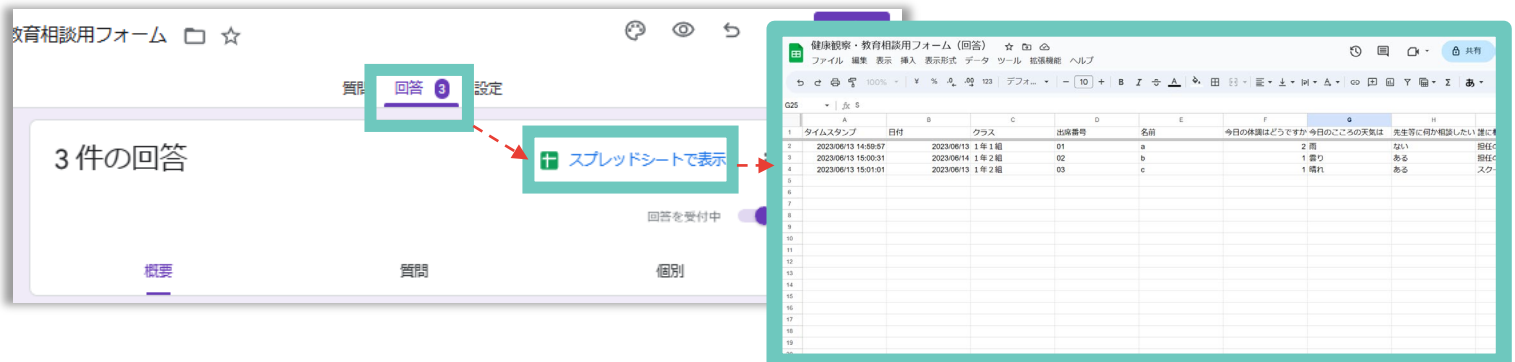 教育相談用フォーム
質問 回答 3 設定
3 件の回答
スプレッドシートで表示
回答を受付中
概要 質問 個別
健康観察・教育相談用フォーム（回答）
共有
ファイル 編集 表示 挿入 表示形式 データ ツール 拡張機能 ヘルプ
100% ¥ % .0 .00 123 デフォ... − 10 + B I A あ
G25 fx 5
A B C D E F G H
1 タイムスタンプ 日付 クラス 出席番号 名前 今日の体調はどうですか 今日のこころの天気は 先生等に何か相談したい 誰に
2 2023/06/13 14:59:57 2023/06/13 1年1組 01 a 2 雨 ない 担任
3 2023/06/13 15:00:31 2023/06/14 1年2組 02 b 1 曇り ある 担任
4 2023/06/13 15:01:01 2023/06/13 1年2組 03 c 1 晴れ ある スク
5
6
7
8
9
10
11
12
13
14
15
16
17
18
19